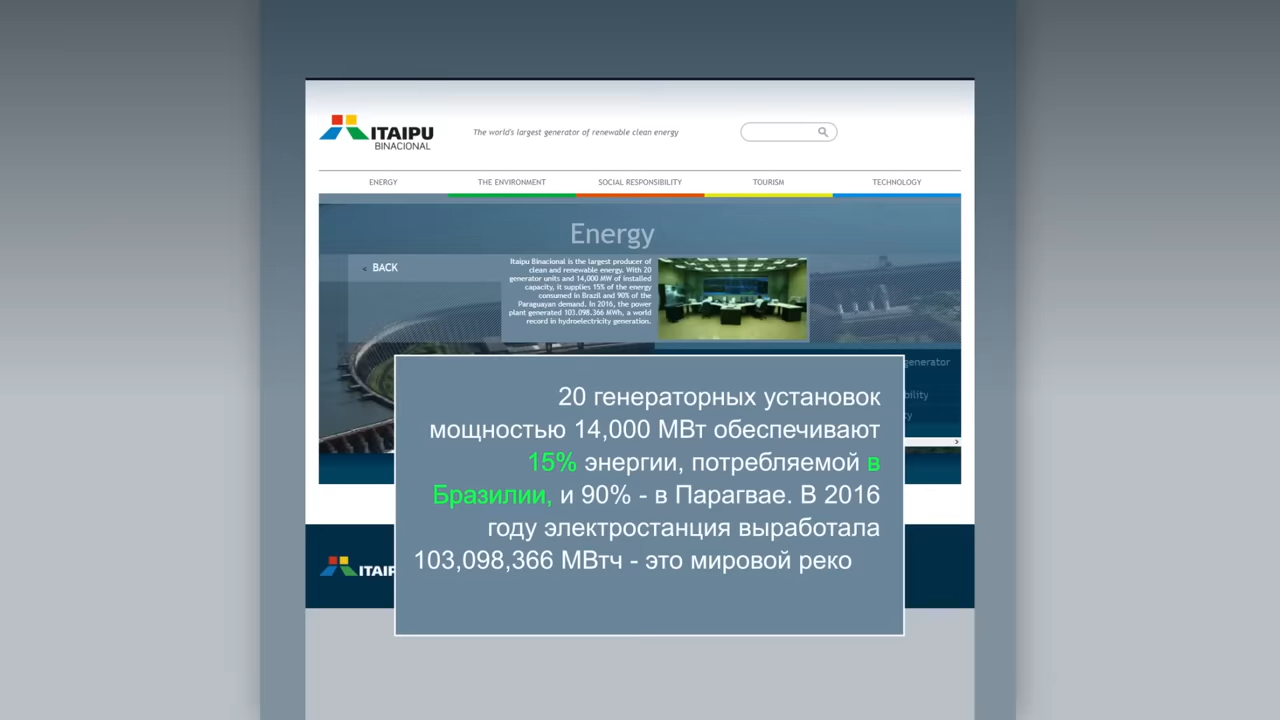 ITAIPU
BINACIONAL
The world's largest generator of renewable clean energy
ENERGY
THE ENVIRONMENT
SOCIAL RESPONSIBILITY
TOURISM
TECHNOLOGY
Energy
< BACK
Itaipu Binacional is the largest producer of
clean and renewable energy. With 20
generator units and 14,000 MW of installed
capacity, it supplies 15% of the energy
consumed in Brazil and 90% of the
Paraguayan demand. In 2016, the power
plant generated 103.098.366 MWh, a world
record in hydroelectricity generation.
generator
bility
20 генераторных установок
мощностью 14,000 МВт обеспечивают
15% энергии, потребляемой в
Бразилии, и 90% - в Парагвае. В 2016
году электростанция выработала
103,098,366 МВтч - это мировой реко
ITAIP